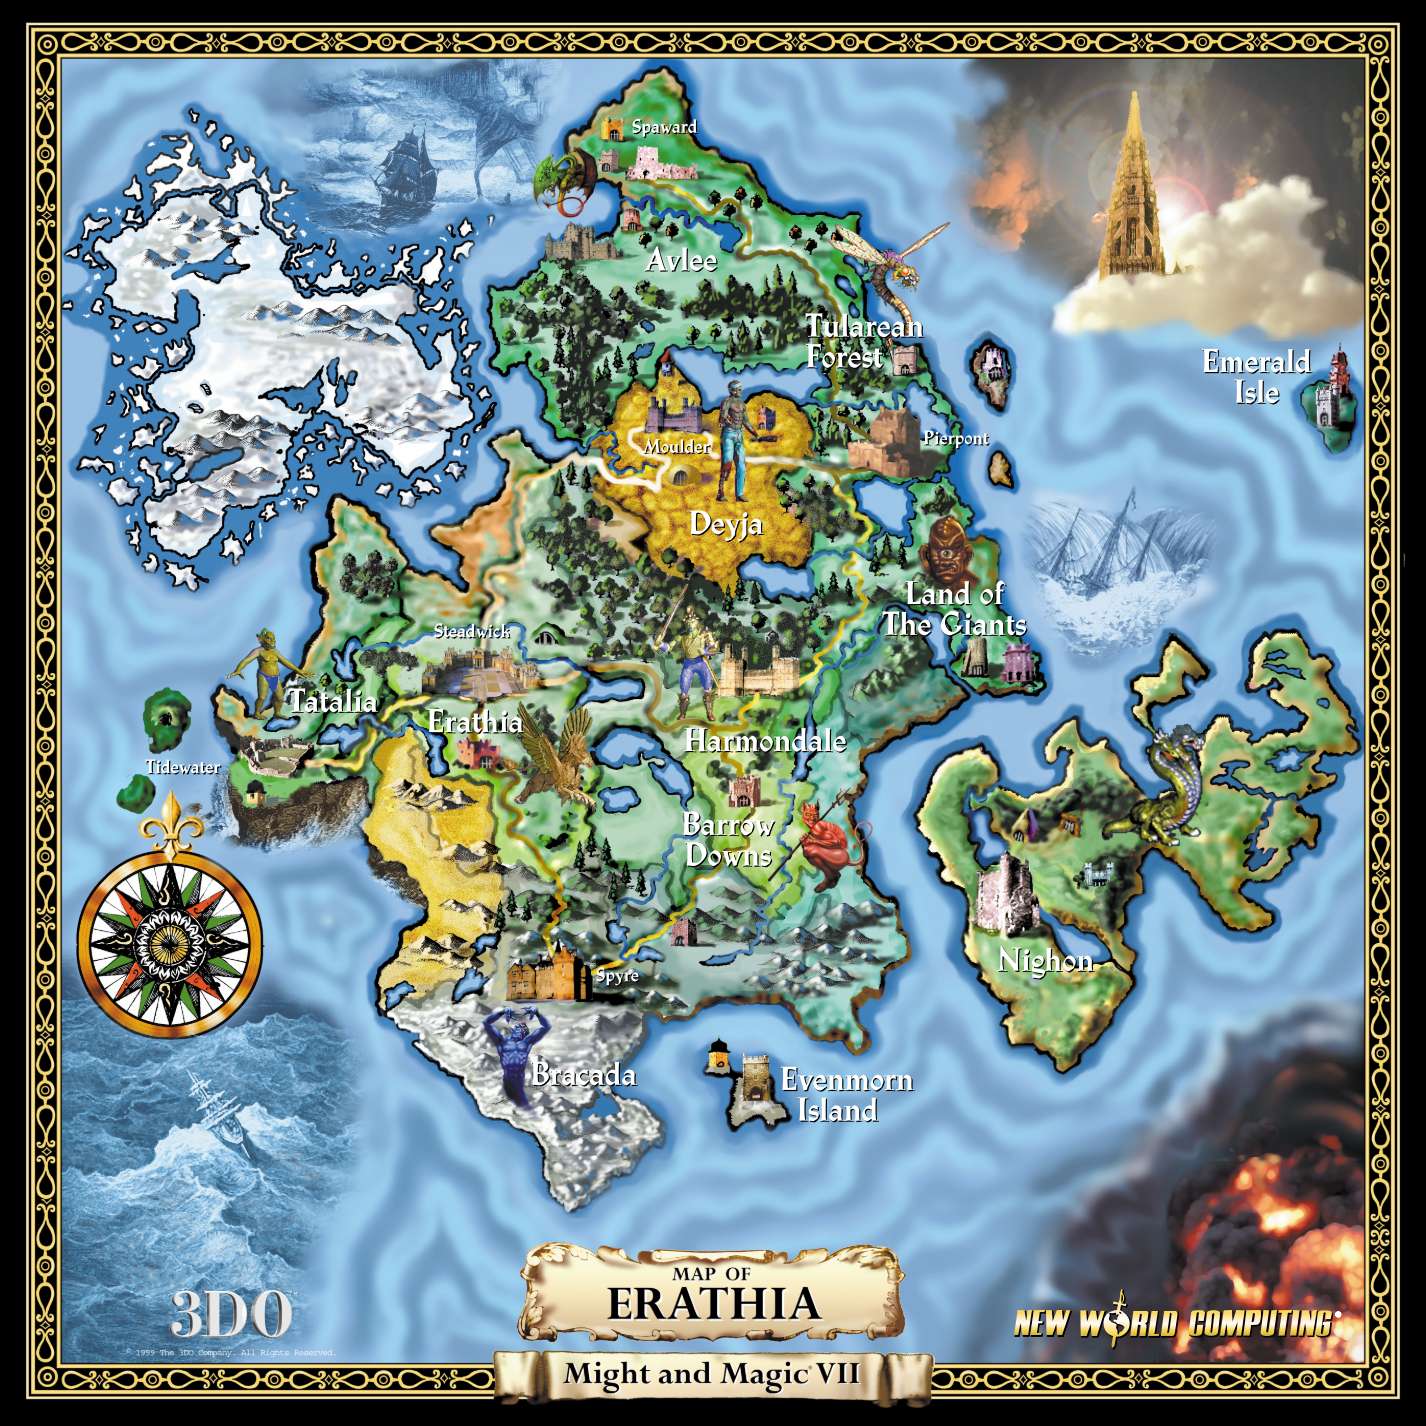 Spaward
Avlee
Tularean
Forest
Emerald
Isle
Moulder
Pierpont
Deyja
Land of
The Giants
Steadwick
Tatalia
Erathia
Harmondale
Tidewater
Barrow
Downs
Nighon
Spyre
Bracada
Evenmorn
Island
MAP OF
ERATHIA
3DO
© 1999 The 3DO Company. All Rights Reserved.
NEW WORLD COMPUTING
Might and Magic VII